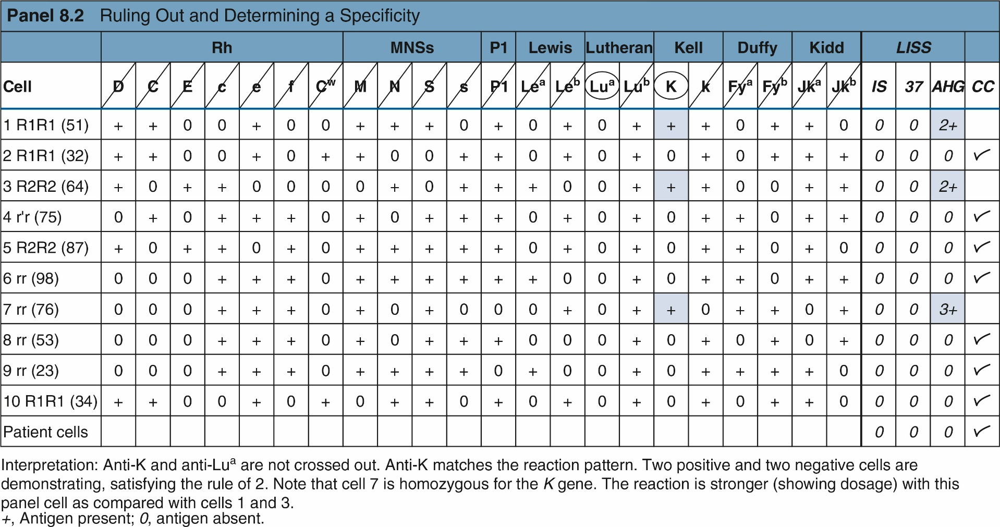 Panel 8.2 Ruling Out and Determining a Specificity
Rh MNSs P1 Lewis Lutheran Kell Duffy Kidd LISS
Cell D C E c e f Cʷ M N S s P1 Leᵃ Leᵇ Luᵃ Luᵇ K k Fyᵃ Fyᵇ Jkᵃ Jkᵇ IS 37 AHG CC
1 R1R1 (51) + + 0 0 + 0 0 + + + 0 + 0 + 0 + + + 0 + + 0 0 0 2+
2 R1R1 (32) + + 0 0 + 0 + + 0 0 + + 0 + 0 + 0 + 0 + + + 0 0 0 ✓
3 R2R2 (64) + 0 + + 0 0 0 0 + 0 + + + 0 0 + + + 0 0 + + 0 0 2+
4 r'r (75) 0 + 0 + + + 0 + 0 + + + 0 + 0 + 0 + + 0 + + 0 0 0 ✓
5 R2R2 (87) + 0 + + 0 + 0 + + + + + 0 + 0 + 0 + + 0 + 0 0 0 0 ✓
6 rr (98) 0 0 0 + + + 0 + + + + + + 0 0 + 0 + + 0 + + 0 0 0 ✓
7 rr (76) 0 0 0 + + + 0 + 0 + 0 0 0 + 0 + + 0 + + 0 + 0 0 3+
8 rr (53) 0 0 0 + + + 0 + 0 + + + 0 0 0 + 0 + 0 + 0 + 0 0 0 ✓
9 rr (23) 0 0 0 + + + 0 + + + + 0 + 0 0 + 0 + + + + 0 0 0 0 ✓
10 R1R1 (34) + + 0 0 + 0 + 0 + + 0 + 0 + 0 + 0 + 0 + + 0 0 0 0 ✓
Patient cells 0 0 0 ✓
Interpretation: Anti-K and anti-Luᵃ are not crossed out. Anti-K matches the reaction pattern. Two positive and two negative cells are
demonstrating, satisfying the rule of 2. Note that cell 7 is homozygous for the K gene. The reaction is stronger (showing dosage) with this
panel cell as compared with cells 1 and 3.
+, Antigen present; 0, antigen absent.